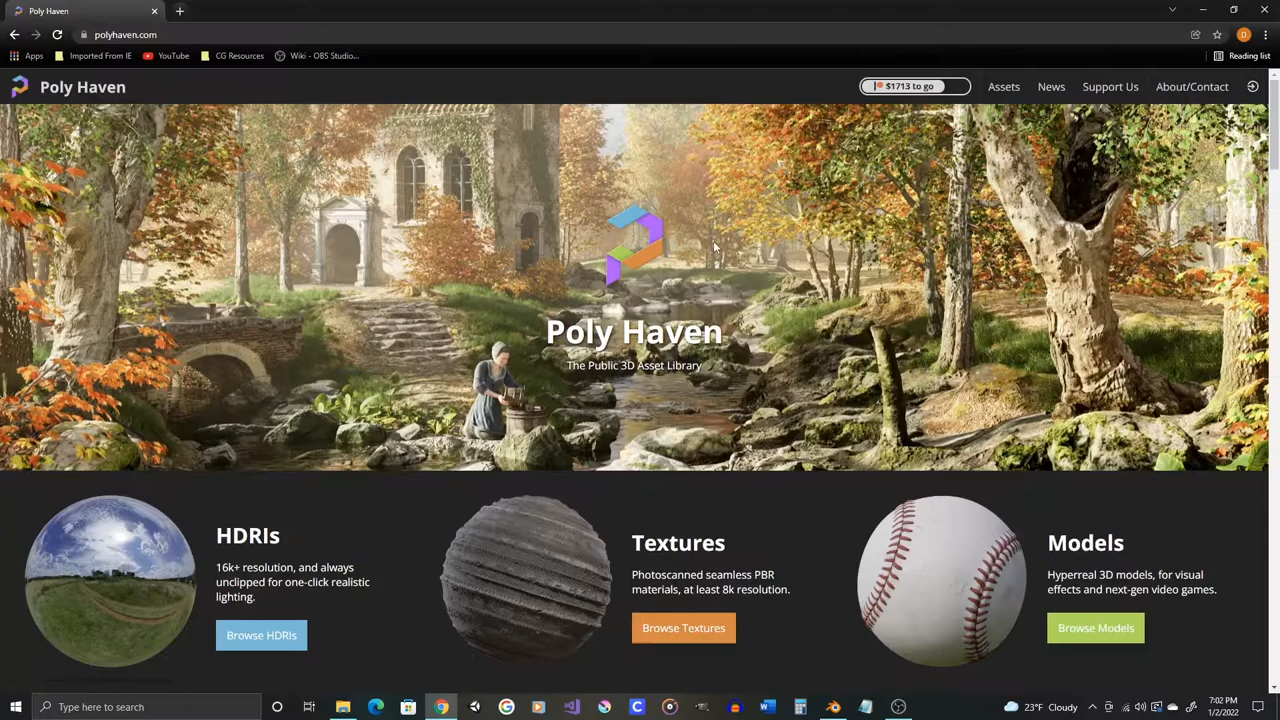 Poly Haven
polyhaven.com
Apps
Imported From IE
YouTube
CG Resources
Wiki - OBS Studio...
Reading list
D
Poly Haven
$1713 to go
Assets
News
Support Us
About/Contact
Poly Haven
The Public 3D Asset Library
HDRIs
16k+ resolution, and always
unclipped for one-click realistic
lighting.
Browse HDRIs
Textures
Photoscanned seamless PBR
materials, at least 8k resolution.
Browse Textures
Models
Hyperreal 3D models, for visual
effects and next-gen video games.
Browse Models
Type here to search
23°F Cloudy
7:02 PM
1/2/2022